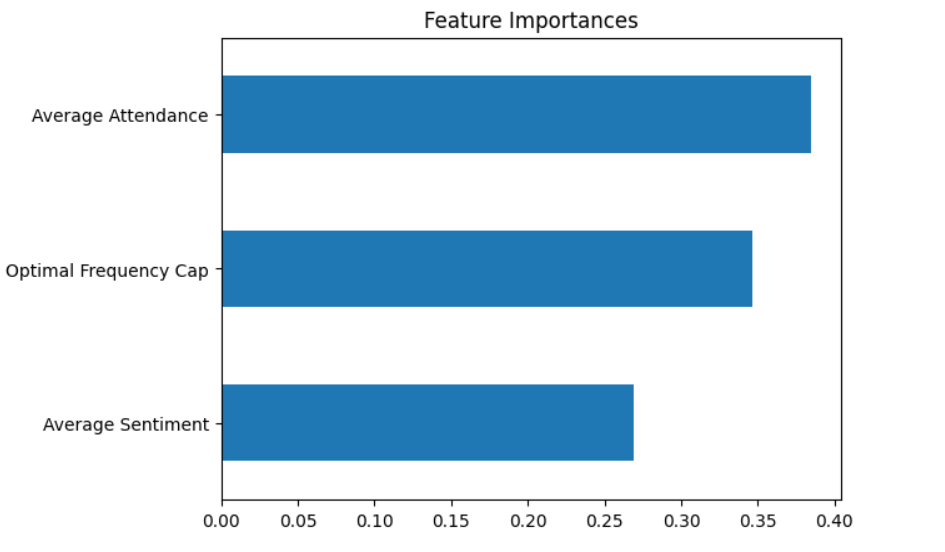 Feature Importances
Average Attendance
Optimal Frequency Cap
Average Sentiment
0.00 0.05 0.10 0.15 0.20 0.25 0.30 0.35 0.40